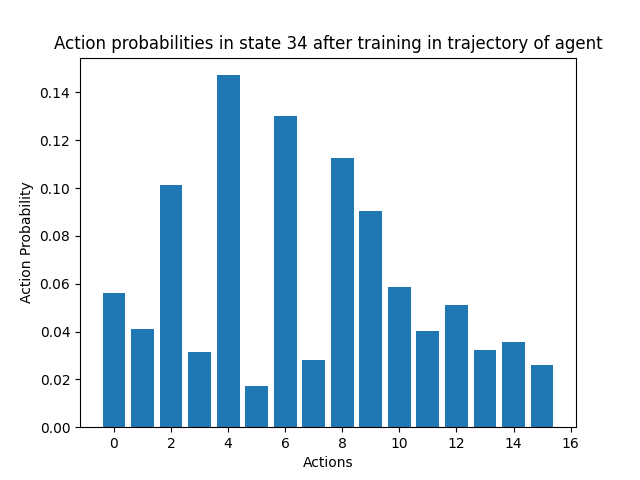 Action probabilities in state 34 after training in trajectory of agent
0.14
0.12
0.10
0.08
0.06
0.04
0.02
0.00
Action Probability
0 2 4 6 8 10 12 14 16
Actions